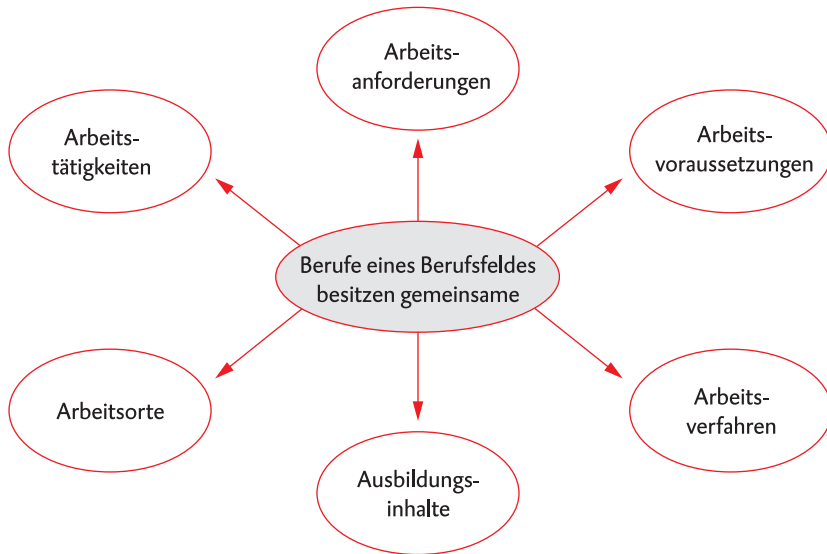 Arbeits-
anforderungen
Arbeits-
tätigkeiten
Arbeits-
voraussetzungen
Berufe eines Berufsfeldes
besitzen gemeinsame
Arbeitsorte
Arbeits-
verfahren
Ausbildungs-
inhalte